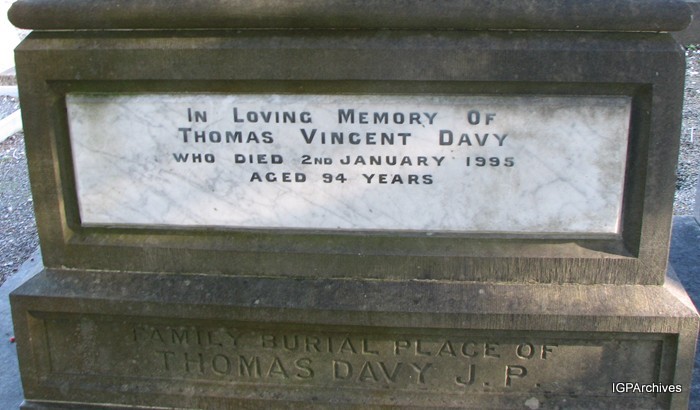 IN LOVING MEMORY OF
THOMAS VINCENT DAVY
WHO DIED 2ND JANUARY 1995
AGED 94 YEARS
FAMILY BURIAL PLACE OF
THOMAS DAVY J. P.
IGPArchives